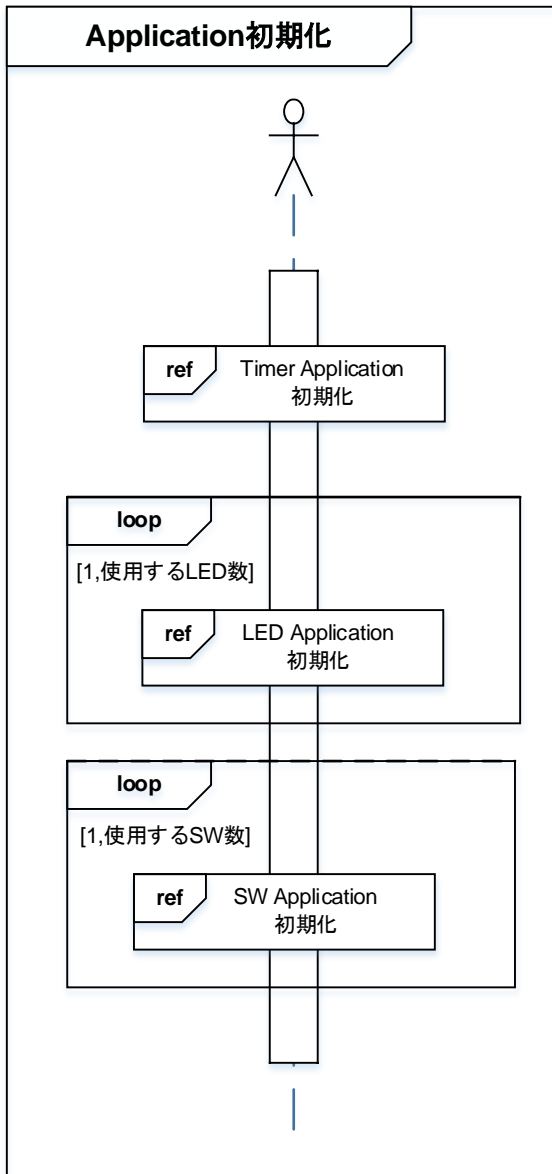 Application初期化
ref
Timer Application
初期化
loop
[1,使用するLED数]
ref
LED Application
初期化
loop
[1,使用するSW数]
ref
SW Application
初期化